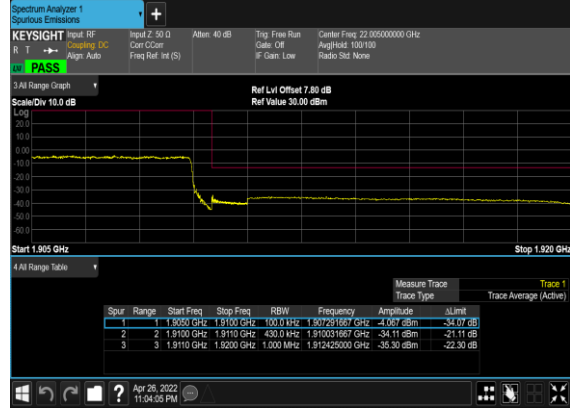 Spectrum Analyzer 1
Spurious Emissions
KEYSIGHT Input: RF Input Z: 50 Ω Atten: 40 dB Trig: Free Run Center Freq: 22.005000000 GHz
R T Coupling: DC Corr CCorr Gate: Off Avg|Hold: 100/100
Align: Auto Freq Ref: Int (S) IF Gain: Low Radio Std: None
LW PASS
3 All Range Graph
Ref Lvl Offset 7.80 dB
Scale/Div 10.0 dB Ref Value 30.00 dBm
Log
20.0
10.0
0.00
-10.0
-20.0
-30.0
-40.0
-50.0
-60.0
Start 1.905 GHz Stop 1.920 GHz
4 All Range Table
Measure Trace Trace 1
Trace Type Trace Average (Active)
Spur Range Start Freq Stop Freq RBW Frequency Amplitude ΔLimit
1 1 1.9050 GHz 1.9100 GHz 100.0 kHz 1.907291667 GHz -4.067 dBm -34.07 dB
2 2 1.9100 GHz 1.9110 GHz 430.0 kHz 1.910031667 GHz -34.11 dBm -21.11 dB
3 3 1.9110 GHz 1.9200 GHz 1.000 MHz 1.912425000 GHz -35.30 dBm -22.30 dB
? Apr 26, 2022
11:04:05 PM